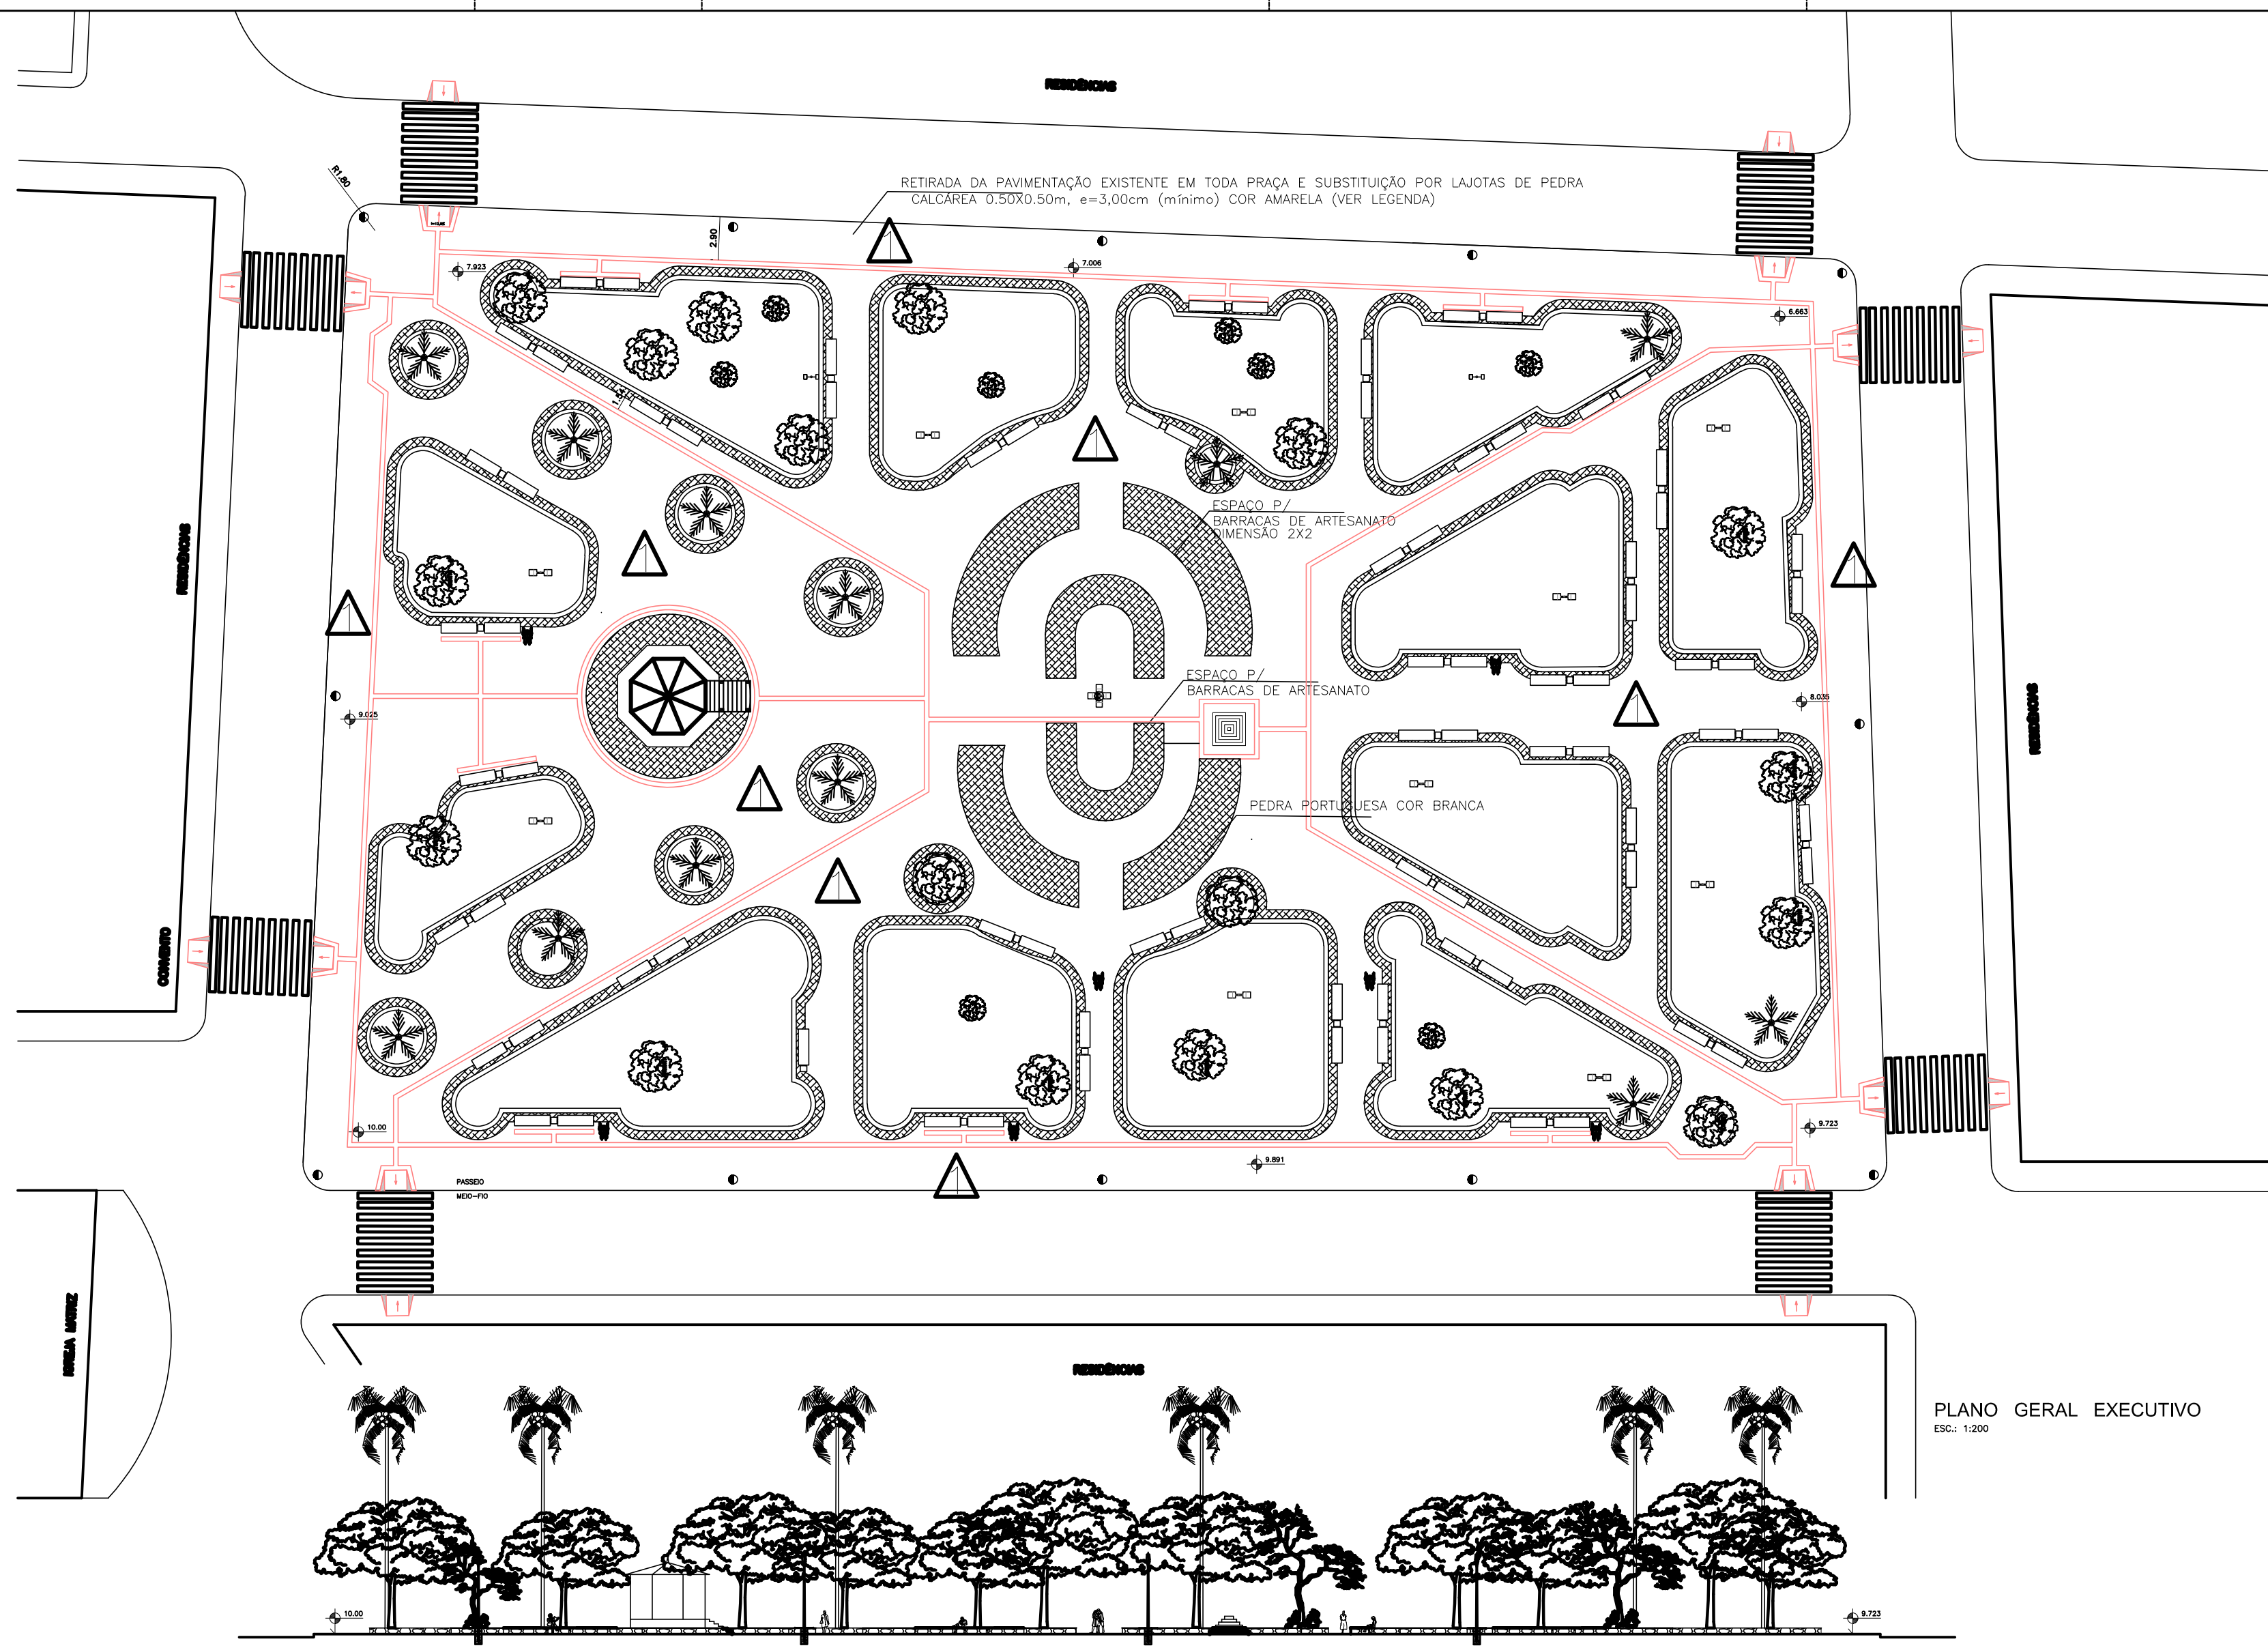 RESIDÊNCIAS
R1.80
RETIRADA DA PAVIMENTAÇÃO EXISTENTE EM TODA PRAÇA E SUBSTITUIÇÃO POR LAJOTAS DE PEDRA
CALCÁREA 0.50X0.50m, e=3,00cm (mínimo) COR AMARELA (VER LEGENDA)
2.90
7.923
7.006
6.663
ESPAÇO P/
BARRACAS DE ARTESANATO
DIMENSÃO 2X2
RESIDÊNCIAS
ESPAÇO P/
BARRACAS DE ARTESANATO
9.025
8.035
RESIDÊNCIAS
PEDRA PORTUGUESA COR BRANCA
CONVENTO
10.00
9.723
9.891
PASSEIO
MEIO-FIO
IGREJA MATRIZ
RESIDÊNCIAS
PLANO GERAL EXECUTIVO
ESC.: 1:200
10.00
9.723